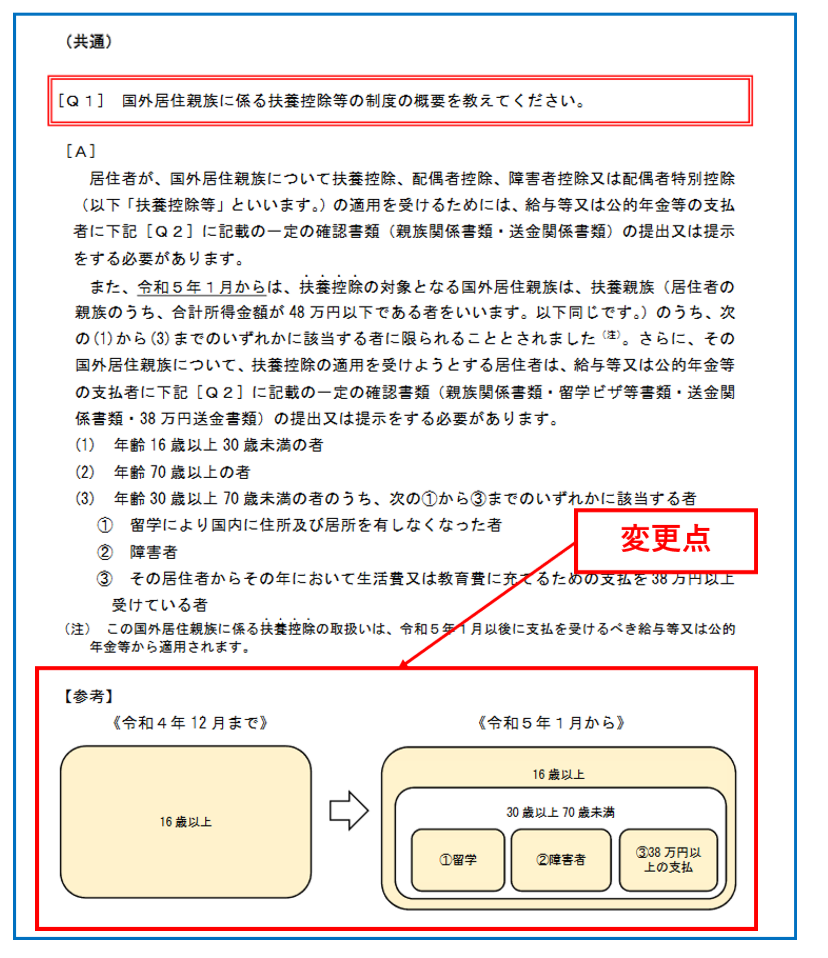 （共通）
［Ｑ１］　国外居住親族に係る扶養控除等の制度の概要を教えてください。
［Ａ］
居住者が、国外居住親族について扶養控除、配偶者控除、障害者控除又は配偶者特別控除
（以下「扶養控除等」といいます。）の適用を受けるためには、給与等又は公的年金等の支払
者に下記［Ｑ２］に記載の一定の確認書類（親族関係書類・送金関係書類）の提出又は提示
をする必要があります。
また、令和５年１月からは、扶養控除の対象となる国外居住親族は、扶養親族（居住者の
親族のうち、合計所得金額が 48 万円以下である者をいいます。以下同じです。）のうち、次
の(1)から(3)までのいずれかに該当する者に限られることとされました（注）。さらに、その
国外居住親族について、扶養控除の適用を受けようとする居住者は、給与等又は公的年金等
の支払者に下記［Ｑ２］に記載の一定の確認書類（親族関係書類・留学ビザ等書類・送金関
係書類・38 万円送金書類）の提出又は提示をする必要があります。
(1)　年齢 16 歳以上 30 歳未満の者
(2)　年齢 70 歳以上の者
(3)　年齢 30 歳以上 70 歳未満の者のうち、次の①から③までのいずれかに該当する者
①　留学により国内に住所及び居所を有しなくなった者
変更点
②　障害者
③　その居住者からその年において生活費又は教育費に充てるための支払を 38 万円以上
受けている者
（注）　この国外居住親族に係る扶養控除の取扱いは、令和５年１月以後に支払を受けるべき給与等又は公的
年金等から適用されます。
【参考】
《令和４年 12 月まで》
《令和５年１月から》
16 歳以上
16 歳以上
30 歳以上 70 歳未満
①留学
②障害者
③38 万円以
上の支払